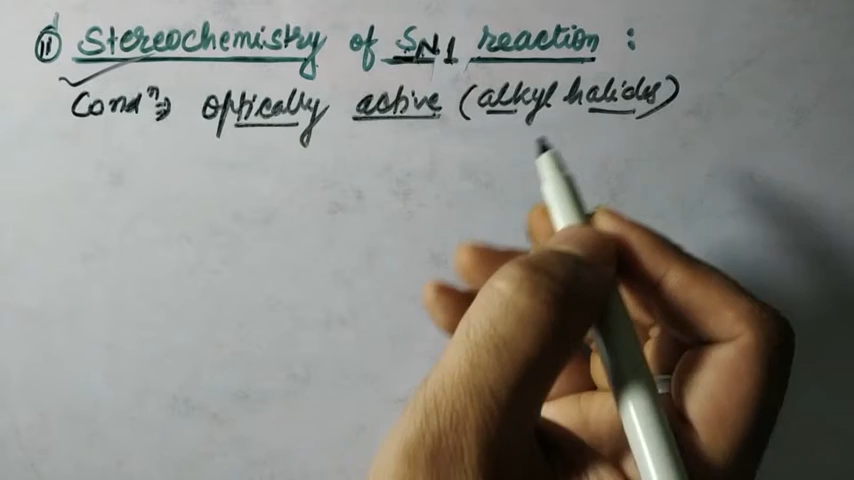 ⑪ Stereochemistry of SN1 reaction :
Condⁿ ⇒ optically active (alkyl halides)